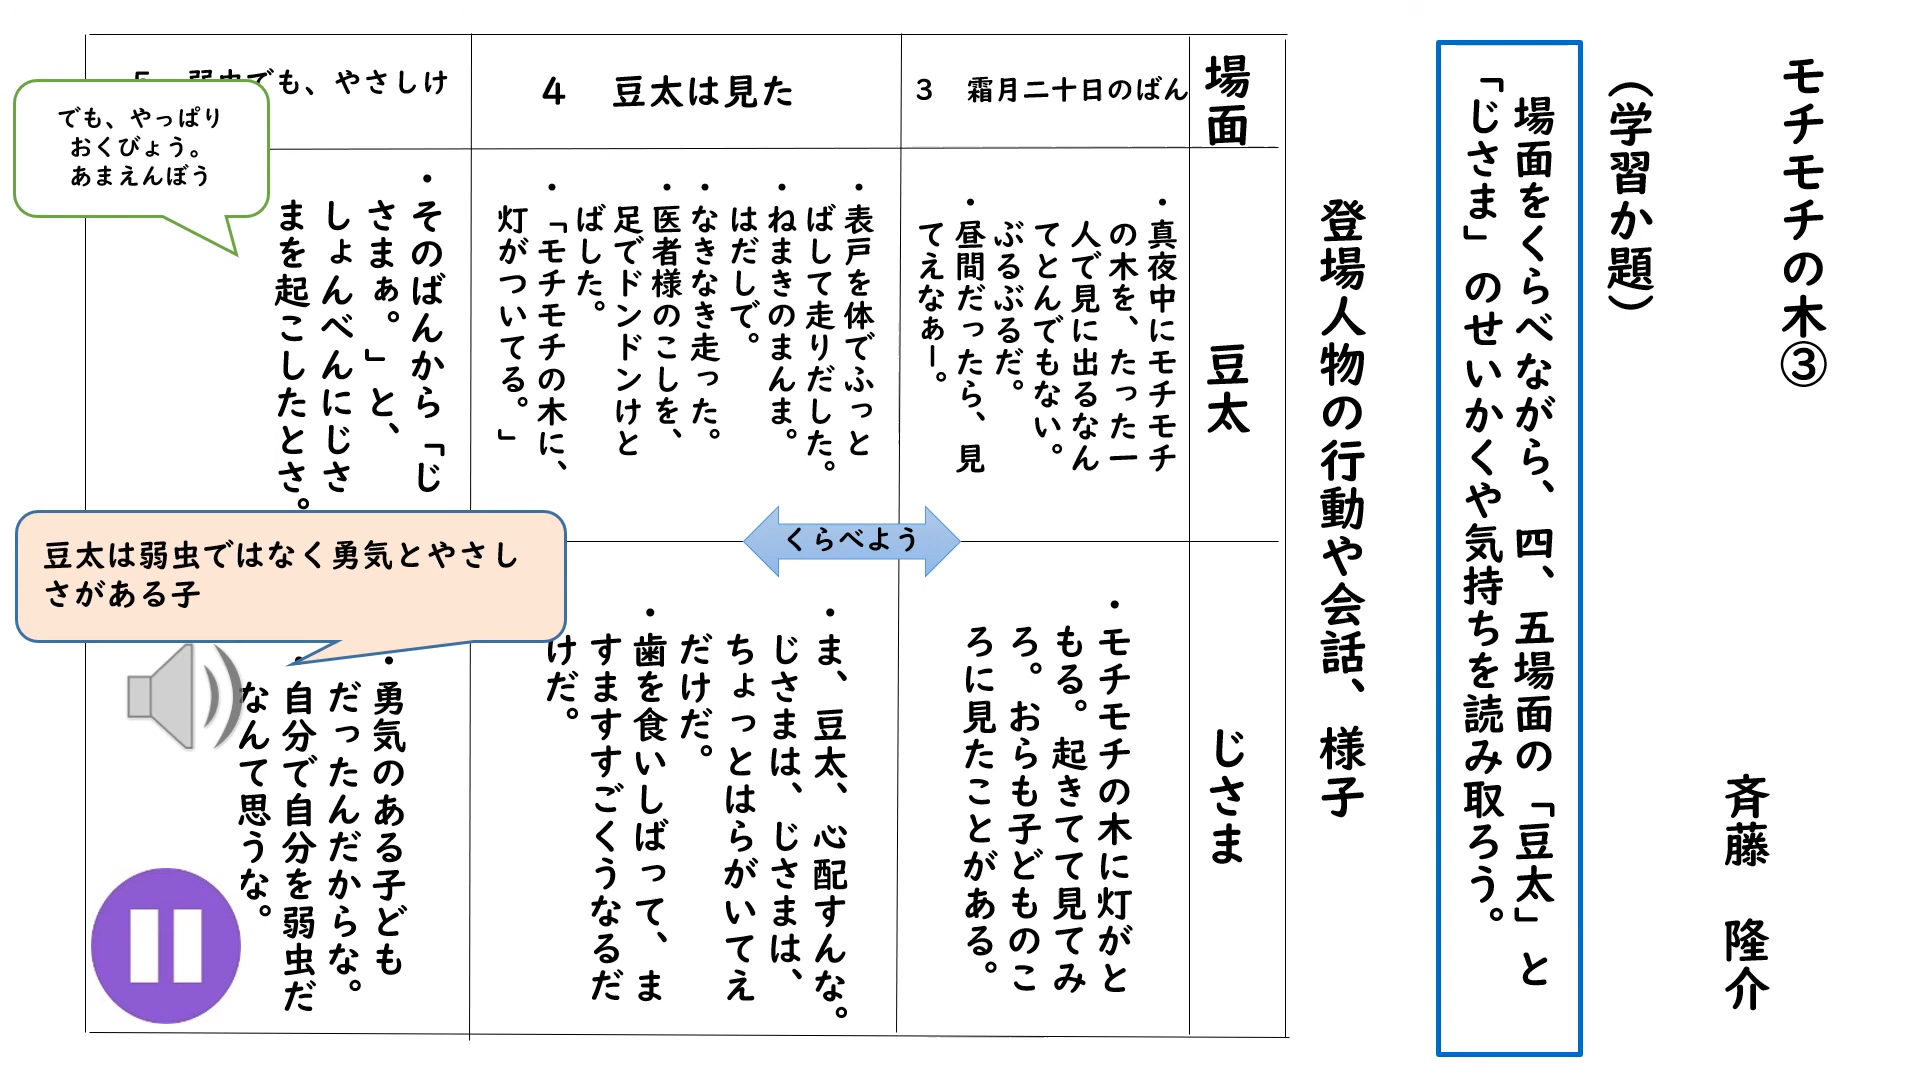 モチモチの木③
斉藤　隆介
（学習か題）
場面をくらべながら、四、五場面の「豆太」と
「じさま」のせいかくや気持ちを読み取ろう。
登場人物の行動や会話、様子
場面
豆太
じさま
３　霜月二十日のばん
・真夜中にモチモチ
の木を、たった一
人で見に出るなん
てとんでもない。
ぶるぶるだ。
・昼間だったら、見
てえなぁー。
・モチモチの木に灯がと
もる。起きてて見てみ
ろ。おらも子どものこ
ろに見たことがある。
くらべよう
４　豆太は見た
・表戸を体でふっと
ばして走りだした。
・ねまきのまんま。
はだしで。
・なきなき走った。
・医者様のこしを、
足でドンドンけと
ばした。
・「モチモチの木に、
灯がついてる。」
・ま、豆太、心配すんな。
じさまは、じさまは、
ちょっとはらがいてえ
だけだ。
・歯を食いしばって、ま
すますすごくうなるだ
けだ。
５　弱虫でも、やさしけ
・そのばんから「じ
さまぁ。」と、
しょんべんにじさ
まを起こしたとさ。
・勇気のある子ども
だったんだからな。
・自分で自分を弱虫だ
なんて思うな。
でも、やっぱり
おくびょう。
あまえんぼう
豆太は弱虫ではなく勇気とやさし
さがある子